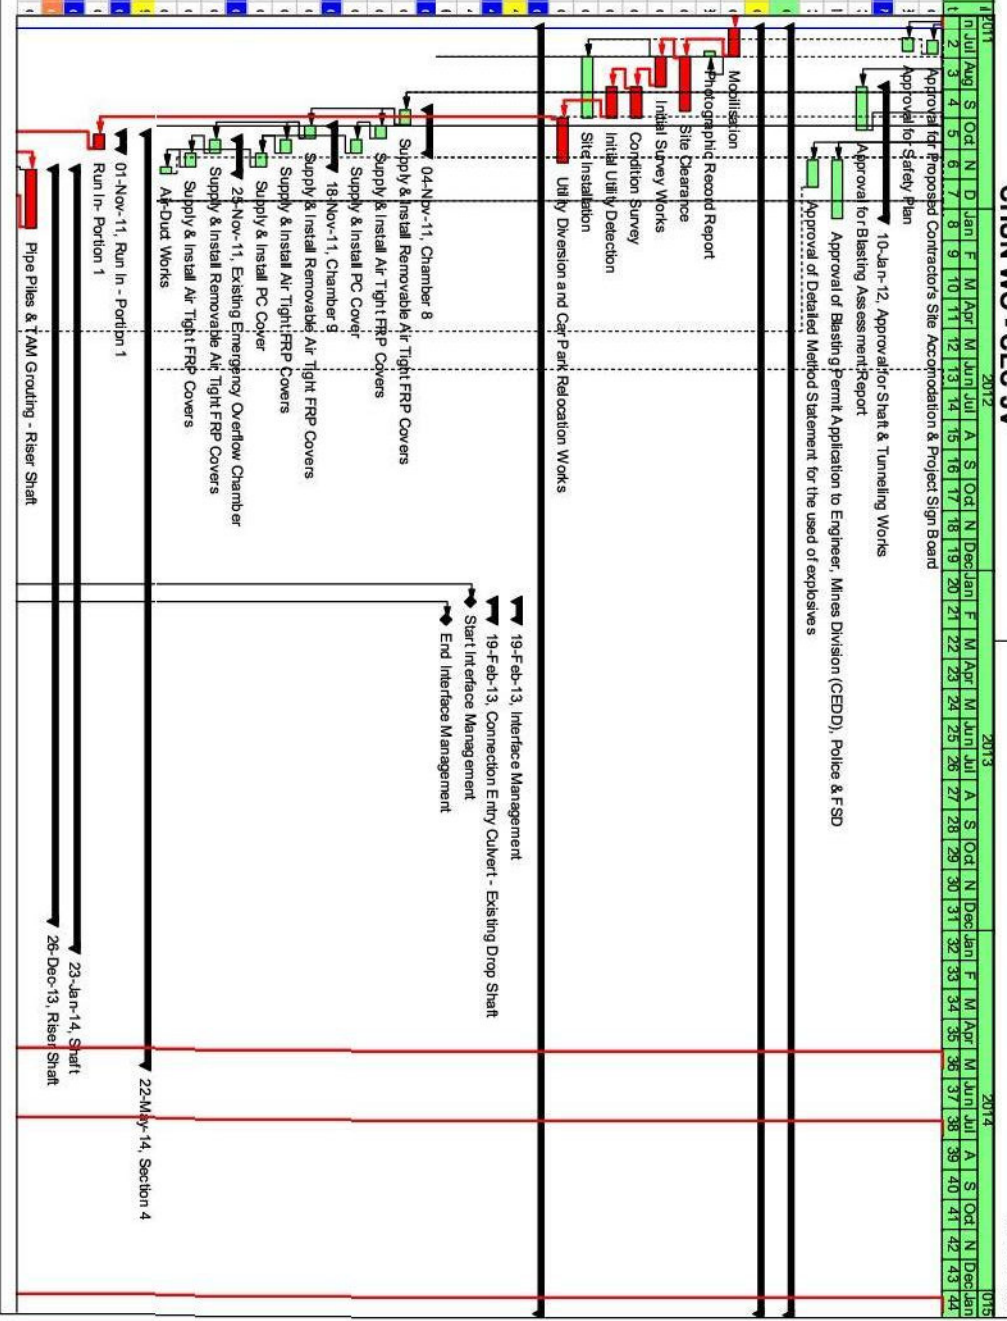 2011 2012 2013 2014 015
n Jul Aug S Oct N D Jan F M Apr M Jun Jul A S Oct N Dec Jan F M Apr M Jun Jul A S Oct N Dec Jan F M Apr M Jun Jul A S Oct N Dec Jan
t 2 3 4 5 6 7 8 9 10 11 12 13 14 15 16 17 18 19 20 21 22 23 24 25 26 27 28 29 30 31 32 33 34 35 36 37 38 39 40 41 42 43 44
Approval for Proposed Contractor's Site Accomodation & Project Sign Board
Approval for Safety Plan
10-Jan-12, Approval for Shaft & Tunneling Works
Approval for Blasting Assessment Report
Approval of Blasting Permit Application to Engineer, Mines Division (CEDD), Police & FSD
Approval of Detailed Method Statement for the used of explosives
Mobilisation
Photographic Record Report
Site Clearance
Initial Survey Works
Condition Survey
Initial Utility Detection
Site Installation
Utility Diversion and Car Park Relocation Works
19-Feb-13, Interface Management
19-Feb-13, Connection Entry Culvert - Existing Drop Shaft
Start Interface Management
End Interface Management
04-Nov-11, Chamber 8
Supply & Install Removable Air Tight FRP Covers
Supply & Install Air Tight FRP Covers
Supply & Install PC Cover
18-Nov-11, Chamber 9
Supply & Install Removable Air Tight FRP Covers
Supply & Install Air Tight FRP Covers
Supply & Install PC Cover
25-Nov-11, Existing Emergency Overflow Chamber
Supply & Install Removable Air Tight FRP Covers
Supply & Install Air Tight FRP Covers
Air-Duct Works
22-May-14, Section 4
01-Nov-11, Run In - Portion 1
Run In- Portion 1
23-Jan-14, Shaft
26-Dec-13, Riser Shaft
Pipe Piles & TAM Grouting - Riser Shaft